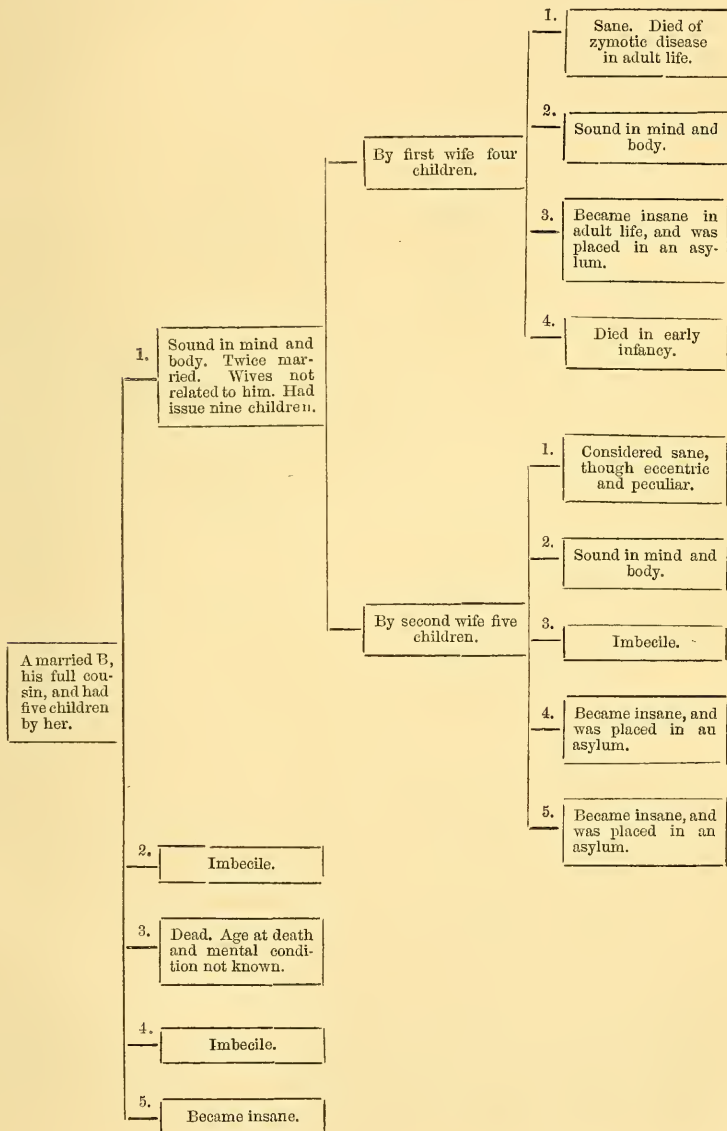 A married B,
his full cou-
sin, and had
five children
by her.
1.
Sound in mind and
body. Twice mar-
ried. Wives not
related to him. Had
issue nine children.
By first wife four
children.
1.
Sane. Died of
zymotic disease
in adult life.
2.
Sound in mind and
body.
3.
Became insane in
adult life, and was
placed in an asy-
lum.
4.
Died in early
infancy.
By second wife five
children.
1.
Considered sane,
though eccentric
and peculiar.
2.
Sound in mind and
body.
3.
Imbecile.
4.
Became insane, and
was placed in au
asylum.
5.
Became insane, and
was placed in an
asylum.
2.
Imbecile.
3.
Dead. Age at death
and mental condi-
tion not known.
4.
Imbecile.
5.
Became insane.